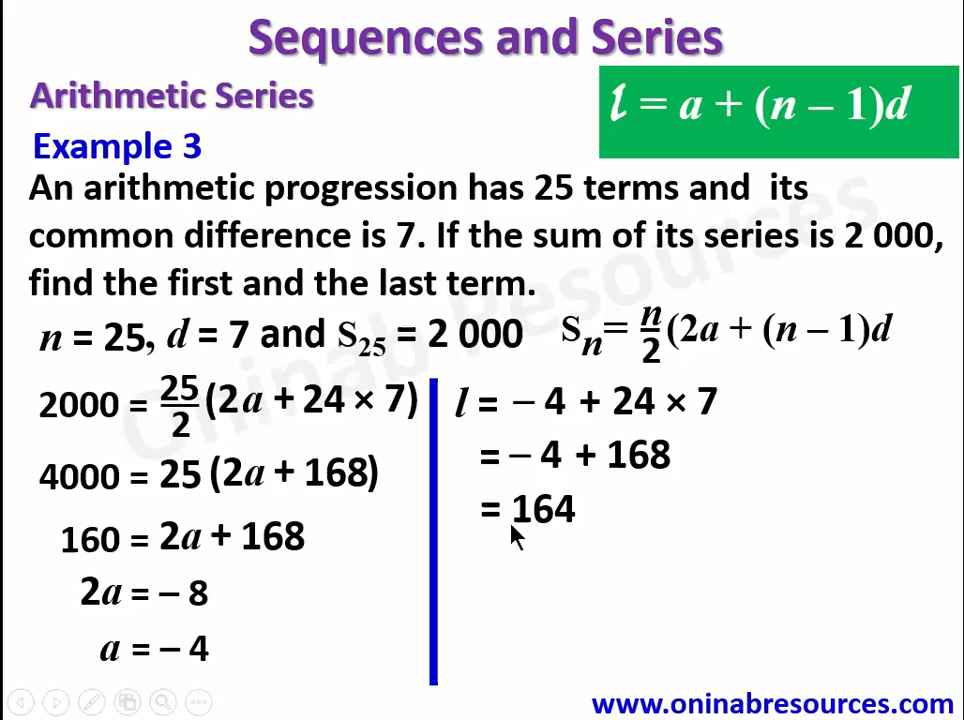 Sequences and Series
Arithmetic Series
l = a + (n – 1)d
Example 3
An arithmetic progression has 25 terms and its
common difference is 7. If the sum of its series is 2 000,
find the first and the last term.
n = 25, d = 7 and S₂₅ = 2 000
Sₙ = n/2 (2a + (n – 1)d
2000 = 25/2 (2a + 24 × 7)
4000 = 25 (2a + 168)
160 = 2a + 168
2a = – 8
a = – 4
l = – 4 + 24 × 7
= – 4 + 168
= 164
Oninab Resources
www.oninabresources.com